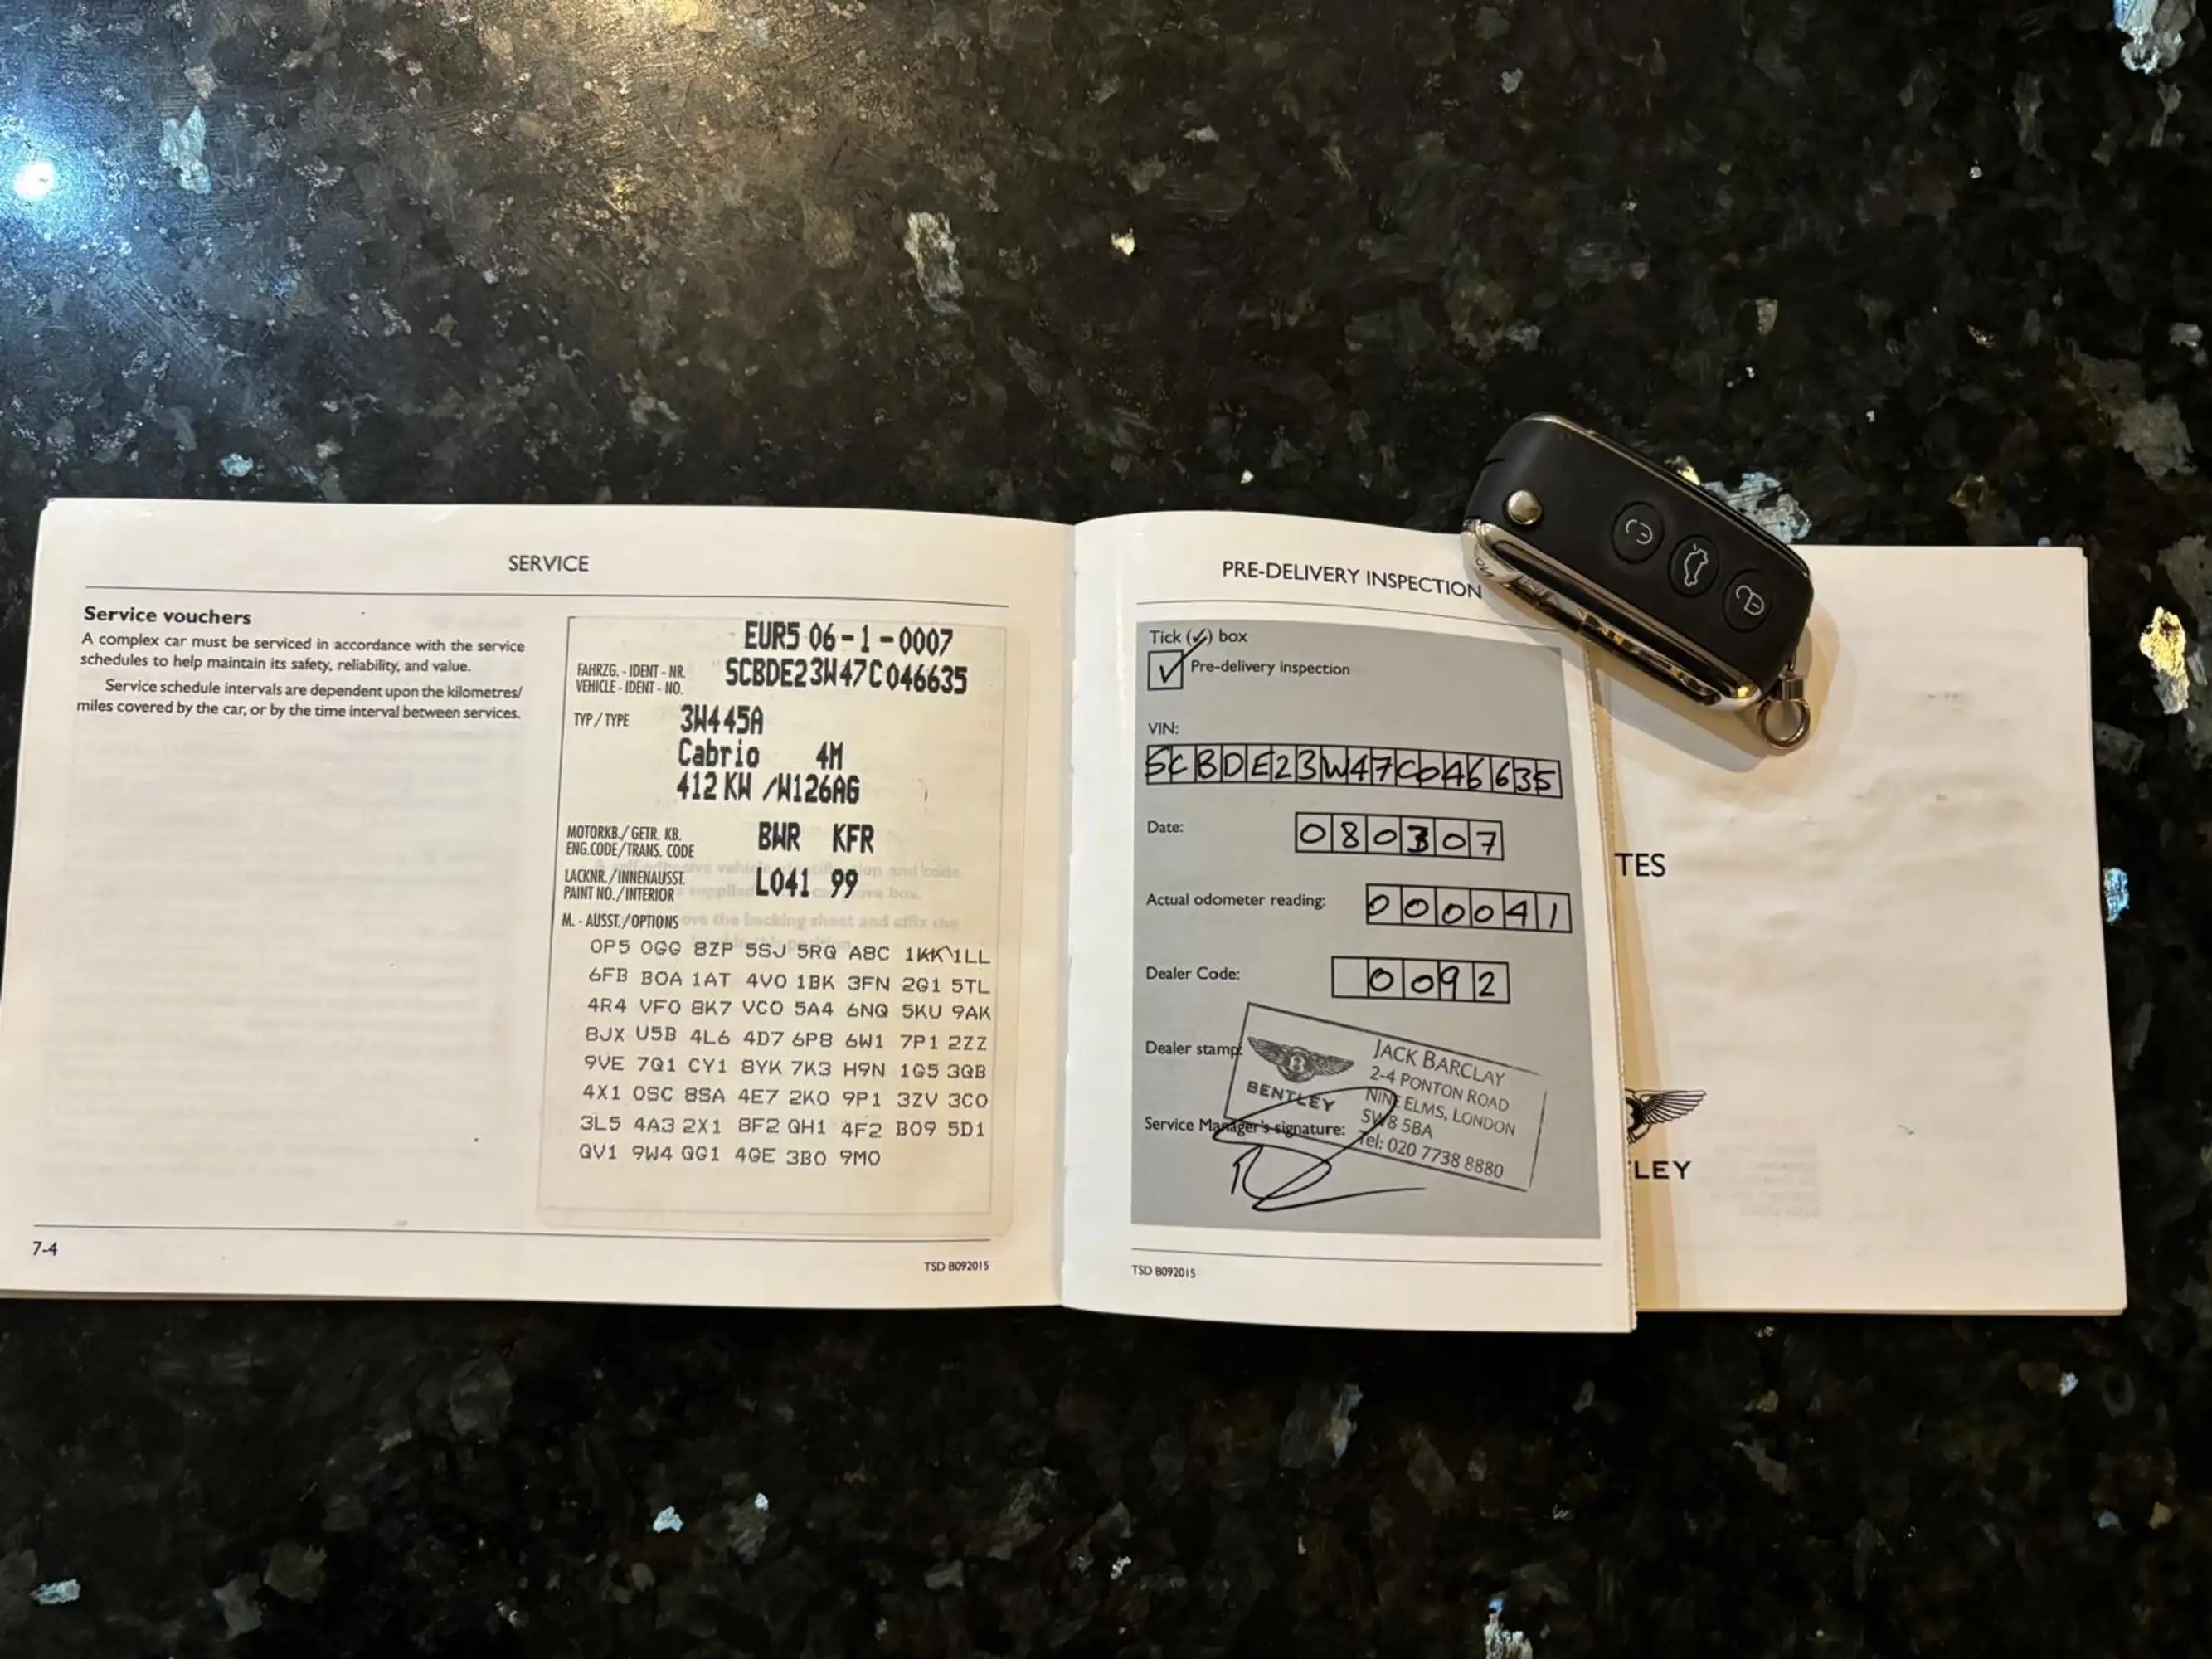 SERVICE
Service vouchers
A complex car must be serviced in accordance with the service
schedules to help maintain its safety, reliability, and value.
Service schedule intervals are dependent upon the kilometres/
miles covered by the car, or by the time interval between services.
EUR5 06-1-0007
FAHRZG. - IDENT - NR.
VEHICLE - IDENT - NO.
SCBDE23W47C046635
TYP / TYPE
3W445A
Cabrio 4M
412 KW /W126AG
MOTORKB./ GETR. KB.
ENG.CODE/TRANS. CODE
BWR KFR
LACKNR./INNENAUSST.
PAINT NO./INTERIOR
L041 99
M. - AUSST./OPTIONS
0P5 0GG 8ZP 5SJ 5RQ A8C 1KK 1LL
6FB B0A 1AT 4V0 1BK 3FN 2G1 5TL
4R4 VF0 8K7 VC0 5A4 6NQ 5KU 9AK
8JX U5B 4L6 4D7 6P8 6W1 7P1 2ZZ
9VE 7Q1 CY1 8YK 7K3 H9N 1G5 3QB
4X1 0SC 8SA 4E7 2K0 9P1 3ZV 3C0
3L5 4A3 2X1 8F2 QH1 4F2 B09 5D1
QV1 9W4 QG1 4GE 3B0 9M0
7-4
TSD B092015
PRE-DELIVERY INSPECTION
Tick (✓) box
Pre-delivery inspection
VIN:
SCBDE23W47C046635
Date:
080307
Actual odometer reading:
000041
Dealer Code:
0092
Dealer stamp:
BENTLEY
JACK BARCLAY
2-4 PONTON ROAD
NINE ELMS, LONDON
SW8 5BA
Tel: 020 7738 8880
Service Manager's signature:
TSD B092015
TES
LEY